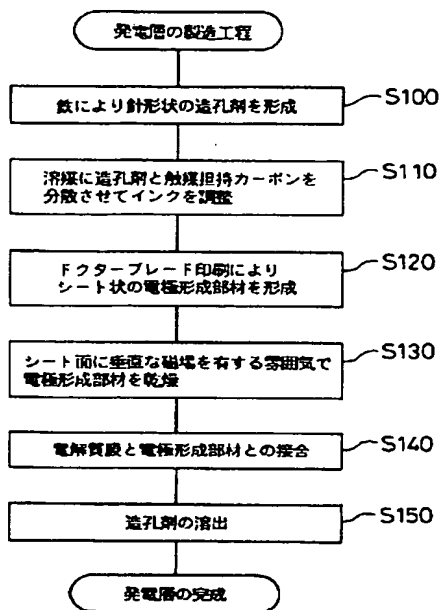 発電層の製造工程
鉄により針形状の造孔剤を形成
S100
溶媒に造孔剤と触媒担持カーボンを
分散させてインクを調整
S110
ドクターブレード印刷により
シート状の電極形成部材を形成
S120
シート面に垂直な磁場を有する雰囲気で
電極形成部材を乾燥
S130
電解質膜と電極形成部材との接合
S140
造孔剤の溶出
S150
発電層の完成